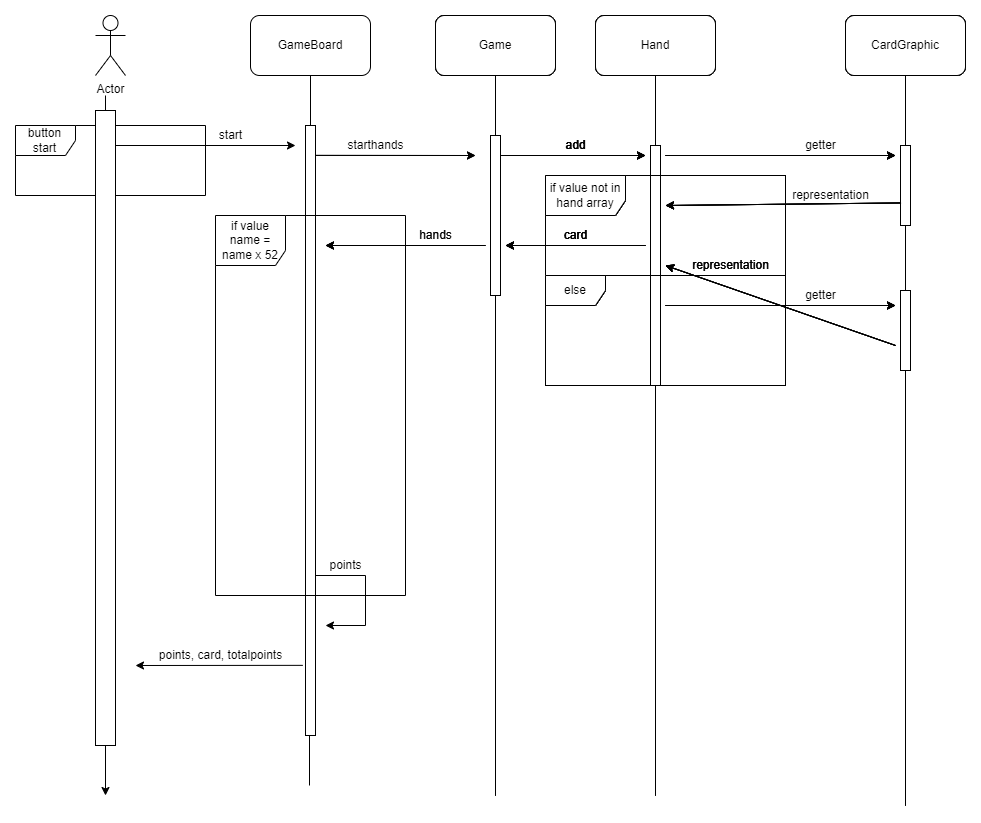 GameBoard
Game
Hand
CardGraphic
Actor
button
start
start
starthands
add
getter
if value not in
hand array
representation
if value
name =
name x 52
hands
card
representation
else
getter
points
points, card, totalpoints